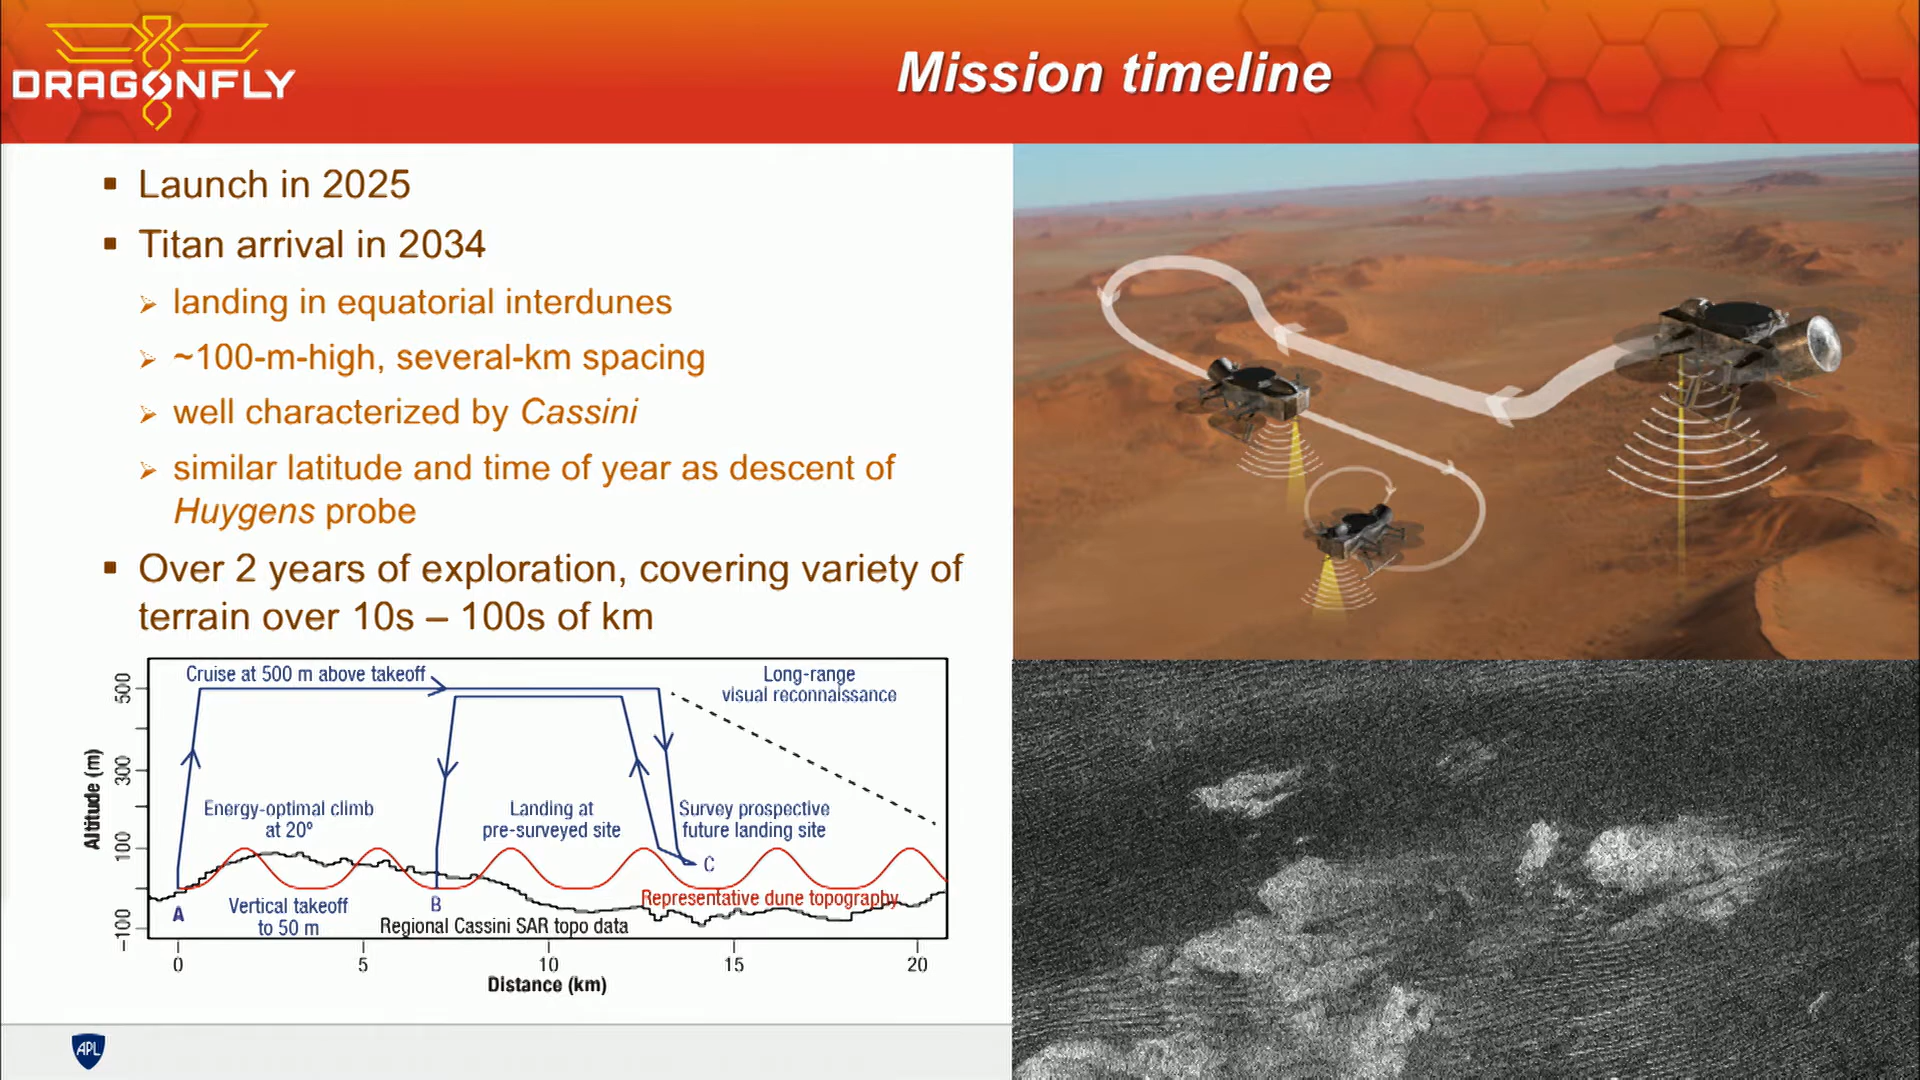 DRAGONFLY
Mission timeline
Launch in 2025
Titan arrival in 2034
landing in equatorial interdunes
~100-m-high, several-km spacing
well characterized by Cassini
similar latitude and time of year as descent of
Huygens probe
Over 2 years of exploration, covering variety of
terrain over 10s – 100s of km
Cruise at 500 m above takeoff
Long-range
visual reconnaissance
Energy-optimal climb
at 20º
Landing at
pre-surveyed site
Survey prospective
future landing site
A
B
C
Vertical takeoff
to 50 m
Representative dune topography
Regional Cassini SAR topo data
Altitude (m)
500
300
100
−100
0
5
10
15
20
Distance (km)
APL